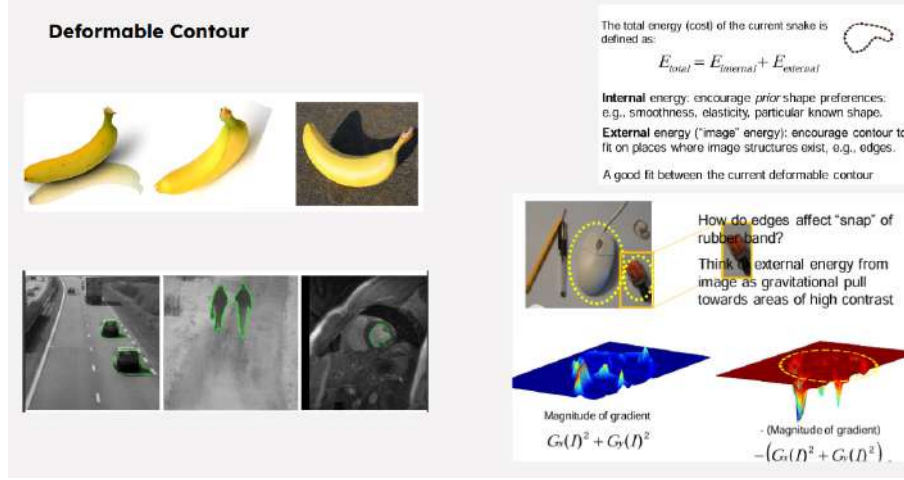 Deformable Contour
The total energy (cost) of the current snake is
defined as:
E_total = E_internal + E_external
Internal energy: encourage prior shape preferences:
e.g., smoothness, elasticity, particular known shape.
External energy ("image" energy): encourage contour to
fit on places where image structures exist, e.g., edges.
A good fit between the current deformable contour
How do edges affect "snap" of
rubber band?
Think of external energy from
image as gravitational pull
towards areas of high contrast
Magnitude of gradient
Gₓ(I)² + Gᵧ(I)²
- (Magnitude of gradient)
−(Gₓ(I)² + Gᵧ(I)²)